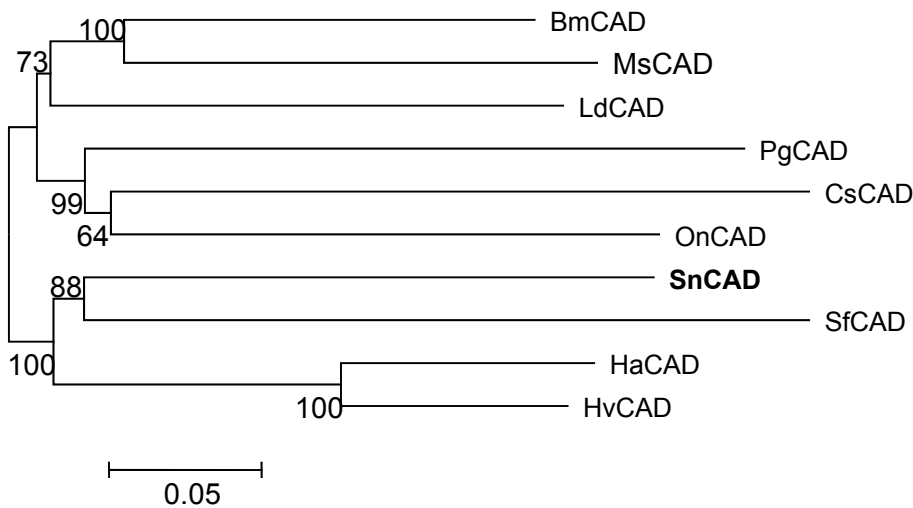 100
BmCAD
MsCAD
73
LdCAD
PgCAD
CsCAD
99
64
OnCAD
88
SnCAD
SfCAD
100
HaCAD
100
HvCAD
0.05